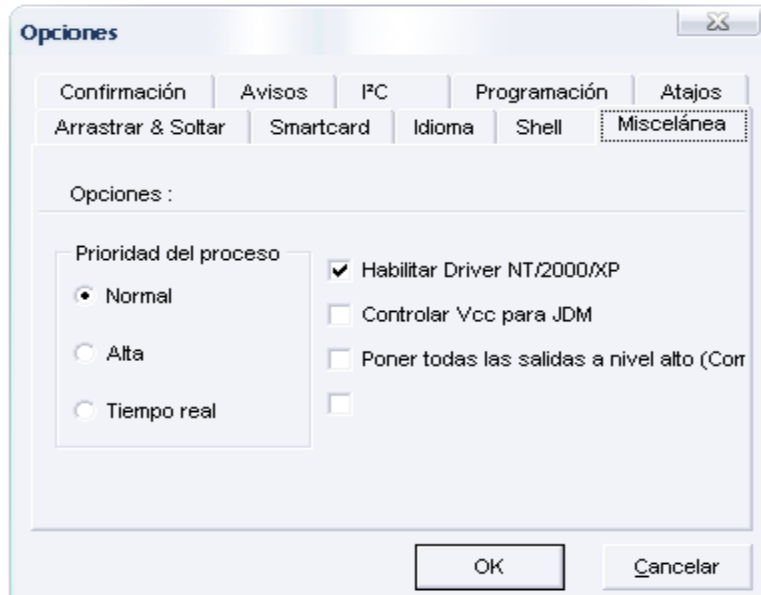 Opciones
Confirmación Avisos I²C Programación Atajos
Arrastrar & Soltar Smartcard Idioma Shell Miscelánea
Opciones :
Prioridad del proceso
Normal
Alta
Tiempo real
Habilitar Driver NT/2000/XP
Controlar Vcc para JDM
Poner todas las salidas a nivel alto (Com
OK Cancelar